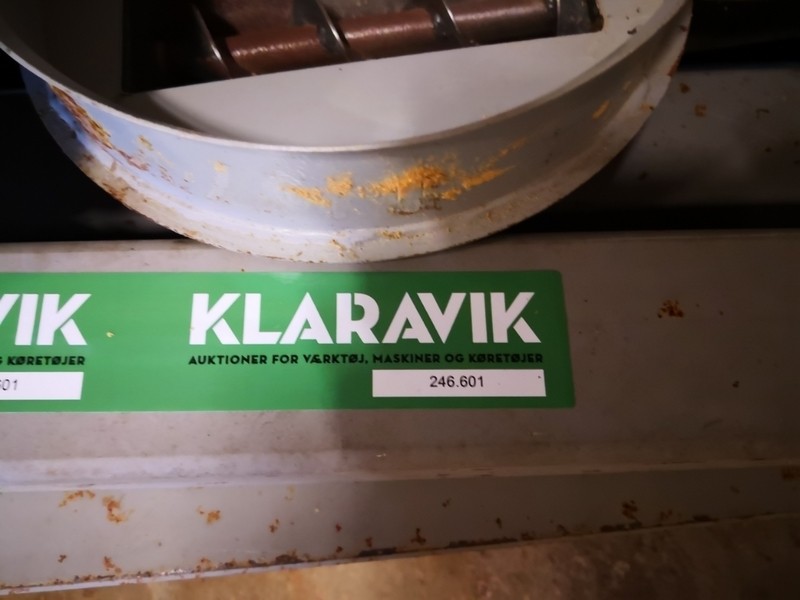 VIK
G KØRETØJER
601
KLARAVIK
AUKTIONER FOR VÆRKTØJ, MASKINER OG KØRETØJER
246.601